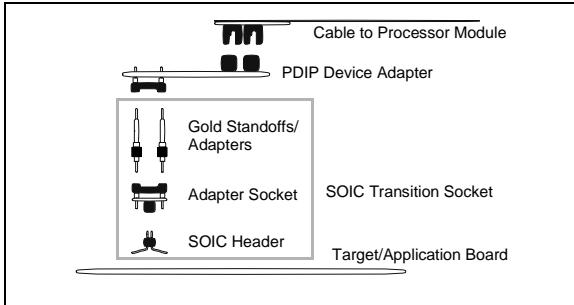 Cable to Processor Module
PDIP Device Adapter
Gold Standoffs/
Adapters
Adapter Socket
SOIC Transition Socket
SOIC Header
Target/Application Board